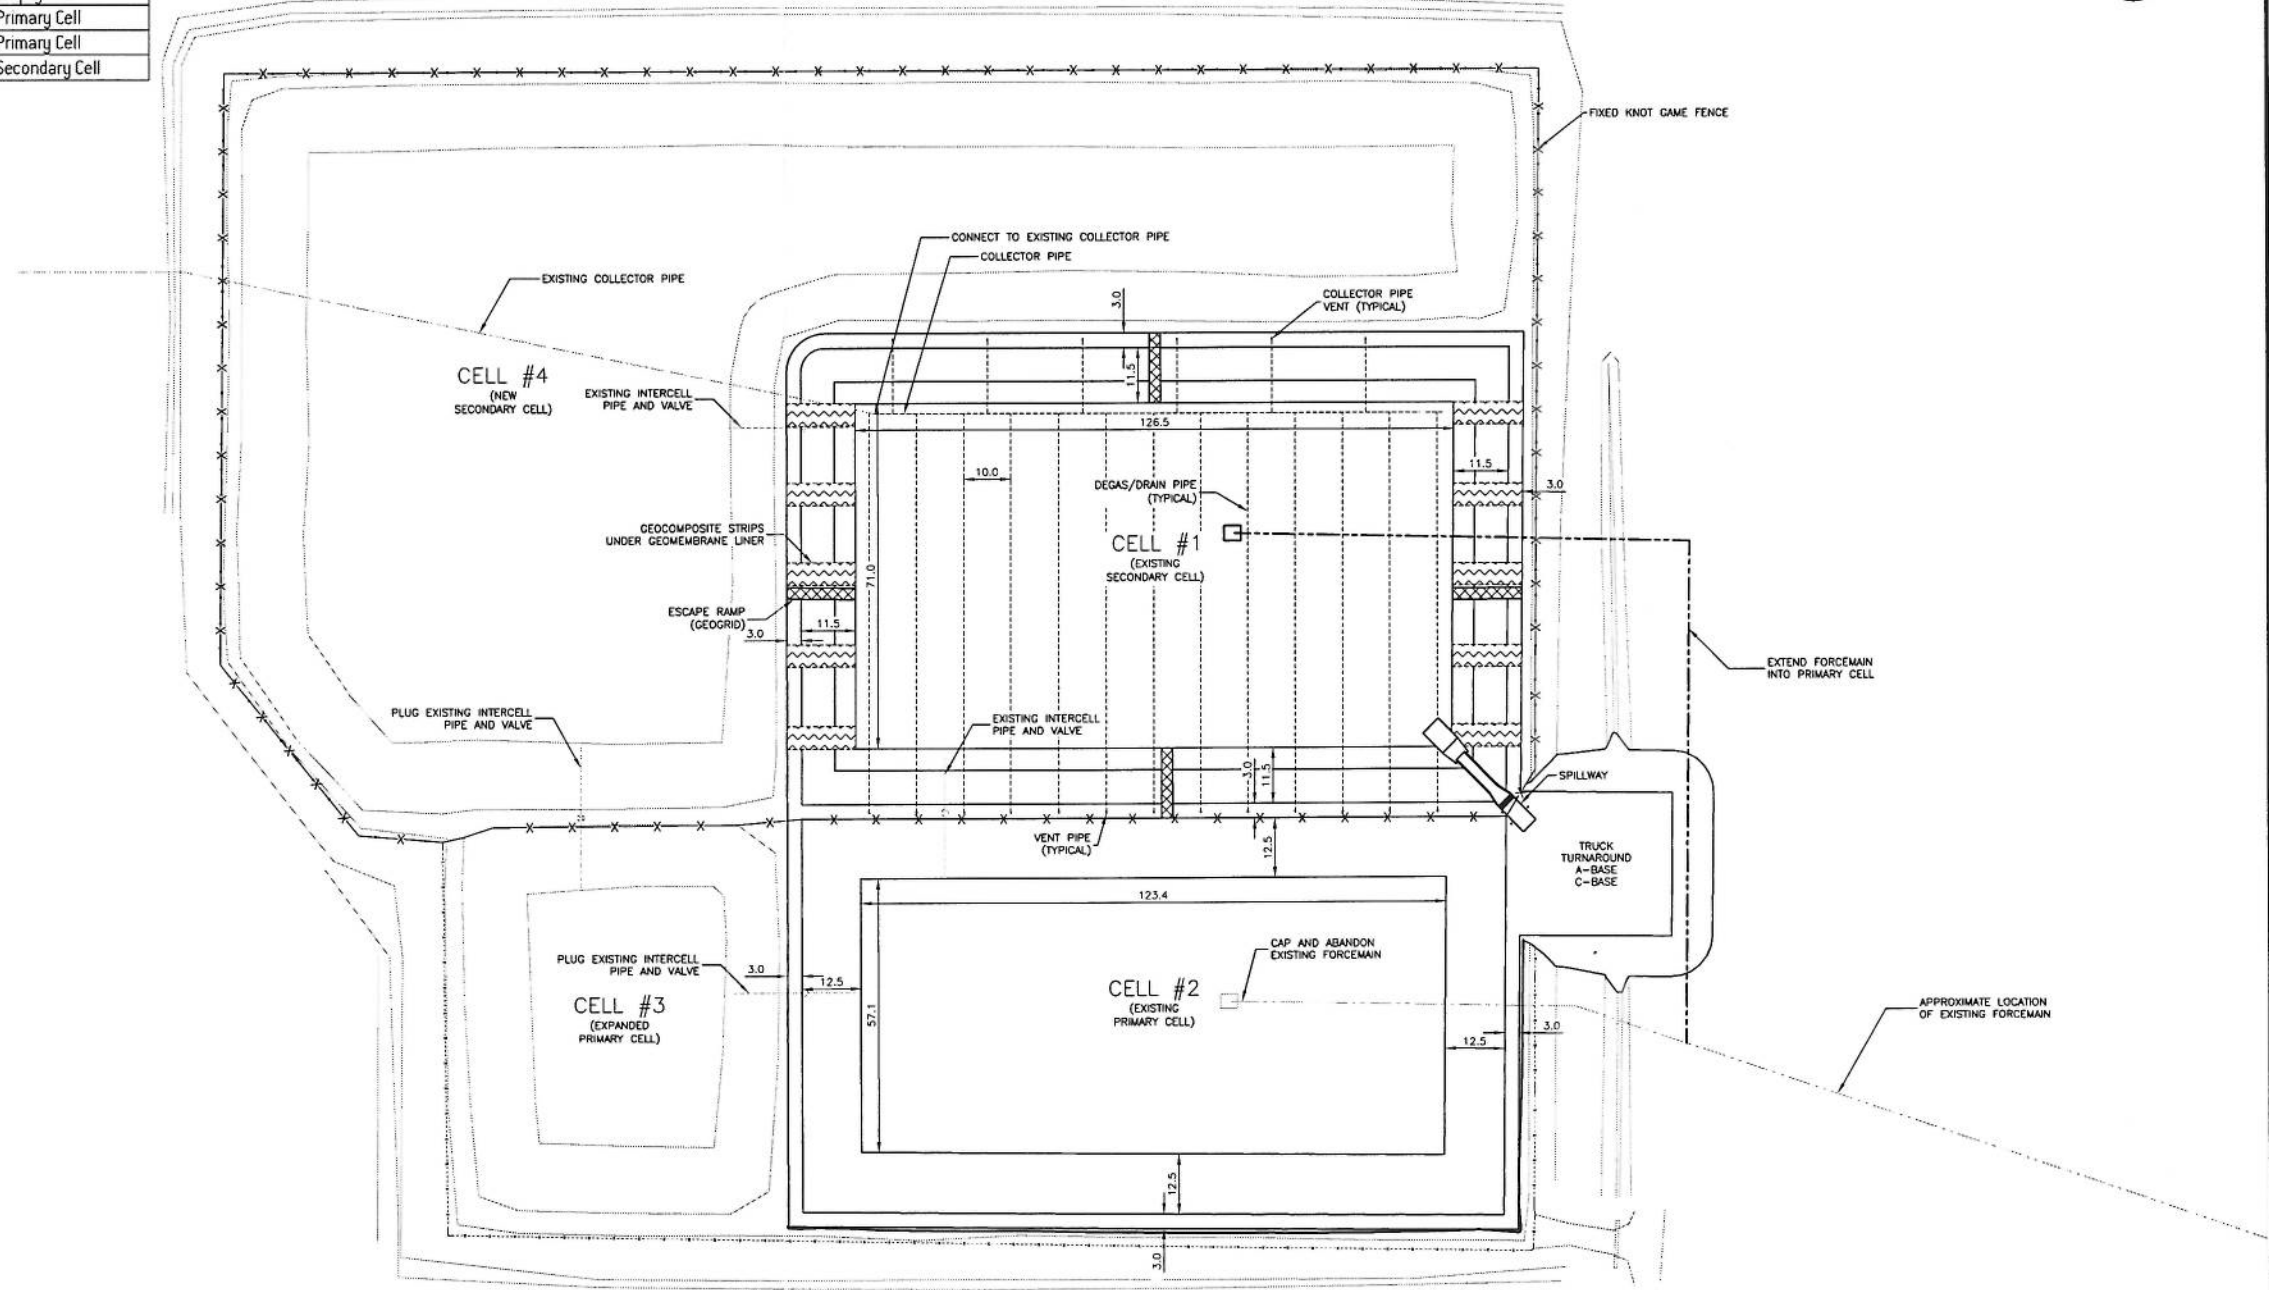 Primary Cell
Primary Cell
Secondary Cell
FIXED KNOT GAME FENCE
CONNECT TO EXISTING COLLECTOR PIPE
COLLECTOR PIPE
EXISTING COLLECTOR PIPE
3.0
COLLECTOR PIPE
VENT (TYPICAL)
11.5
CELL #4
(NEW
SECONDARY CELL)
EXISTING INTERCELL
PIPE AND VALVE
126.5
10.0
11.5
3.0
DEGAS/DRAIN PIPE
(TYPICAL)
GEOCOMPOSITE STRIPS
UNDER GEOMEMBRANE LINER
CELL #1
(EXISTING
SECONDARY CELL)
71.0
ESCAPE RAMP
(GEOGRID)
3.0
11.5
EXTEND FORCEMAIN
INTO PRIMARY CELL
PLUG EXISTING INTERCELL
PIPE AND VALVE
EXISTING INTERCELL
PIPE AND VALVE
3.0
11.5
SPILLWAY
VENT PIPE
(TYPICAL)
12.5
TRUCK
TURNAROUND
A-BASE
C-BASE
123.4
PLUG EXISTING INTERCELL
PIPE AND VALVE
3.0
12.5
CAP AND ABANDON
EXISTING FORCEMAIN
CELL #3
(EXPANDED
PRIMARY CELL)
57.1
CELL #2
(EXISTING
PRIMARY CELL)
APPROXIMATE LOCATION
OF EXISTING FORCEMAIN
12.5
3.0
12.5
3.0